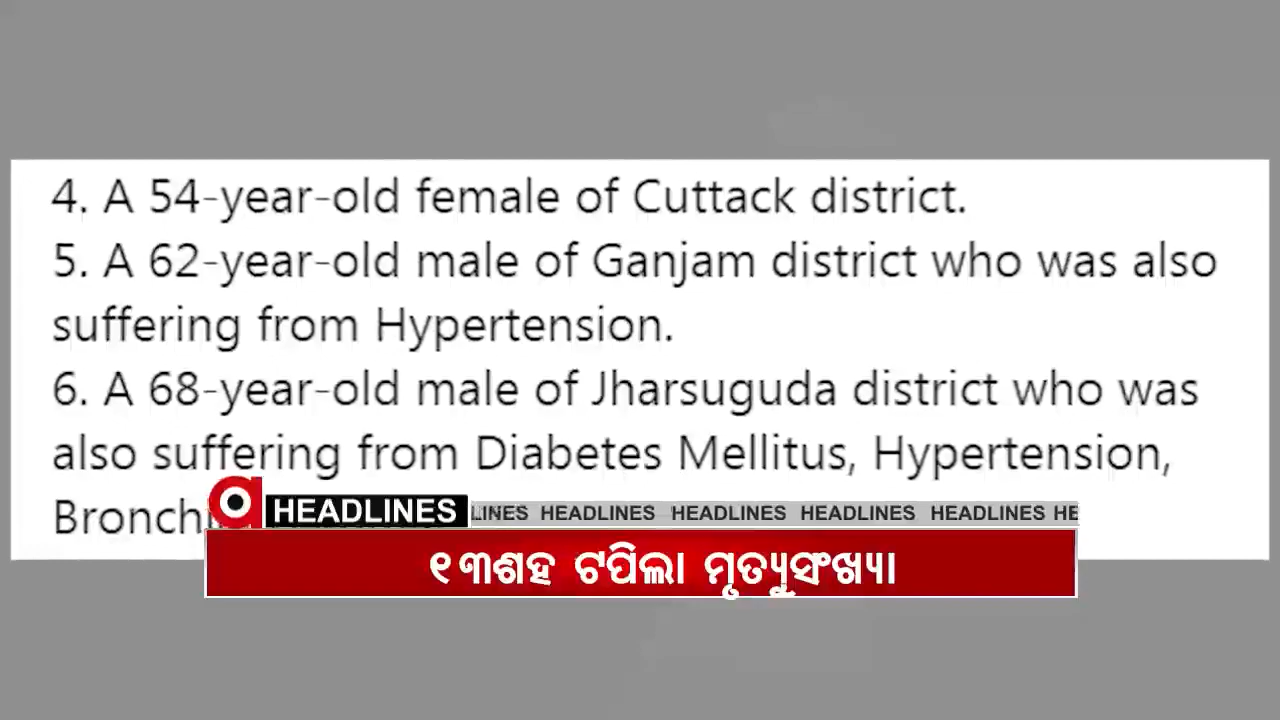 4. A 54-year-old female of Cuttack district.
5. A 62-year-old male of Ganjam district who was also
suffering from Hypertension.
6. A 68-year-old male of Jharsuguda district who was
also suffering from Diabetes Mellitus, Hypertension,
HEADLINES HEADLINES HEADLINES HEADLINES HEADLINES
୧୩ଶହ ଟପିଲା ମୃତ୍ୟୁସଂଖ୍ୟା